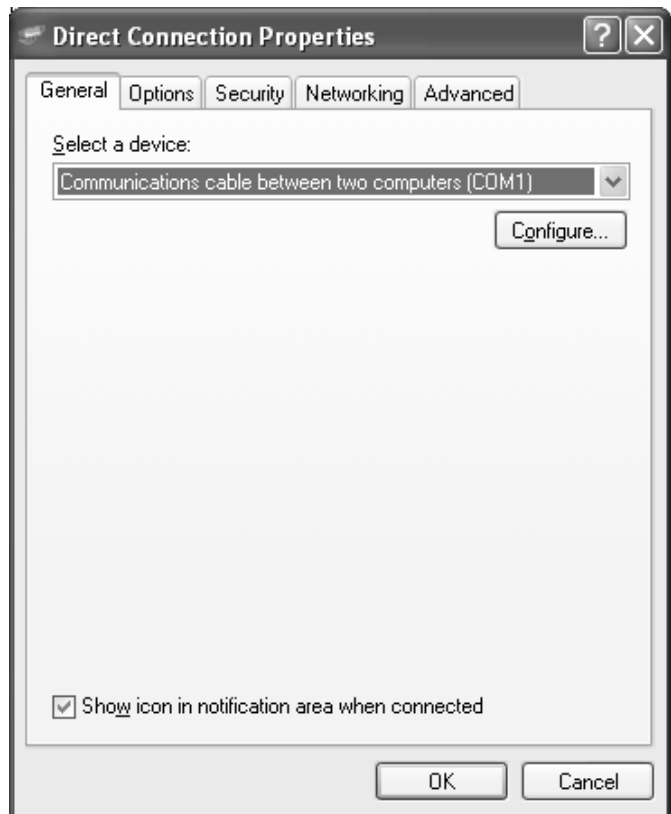 Direct Connection Properties
General Options Security Networking Advanced
Select a device:
Communications cable between two computers (COM1)
Configure...
Show icon in notification area when connected
OK Cancel